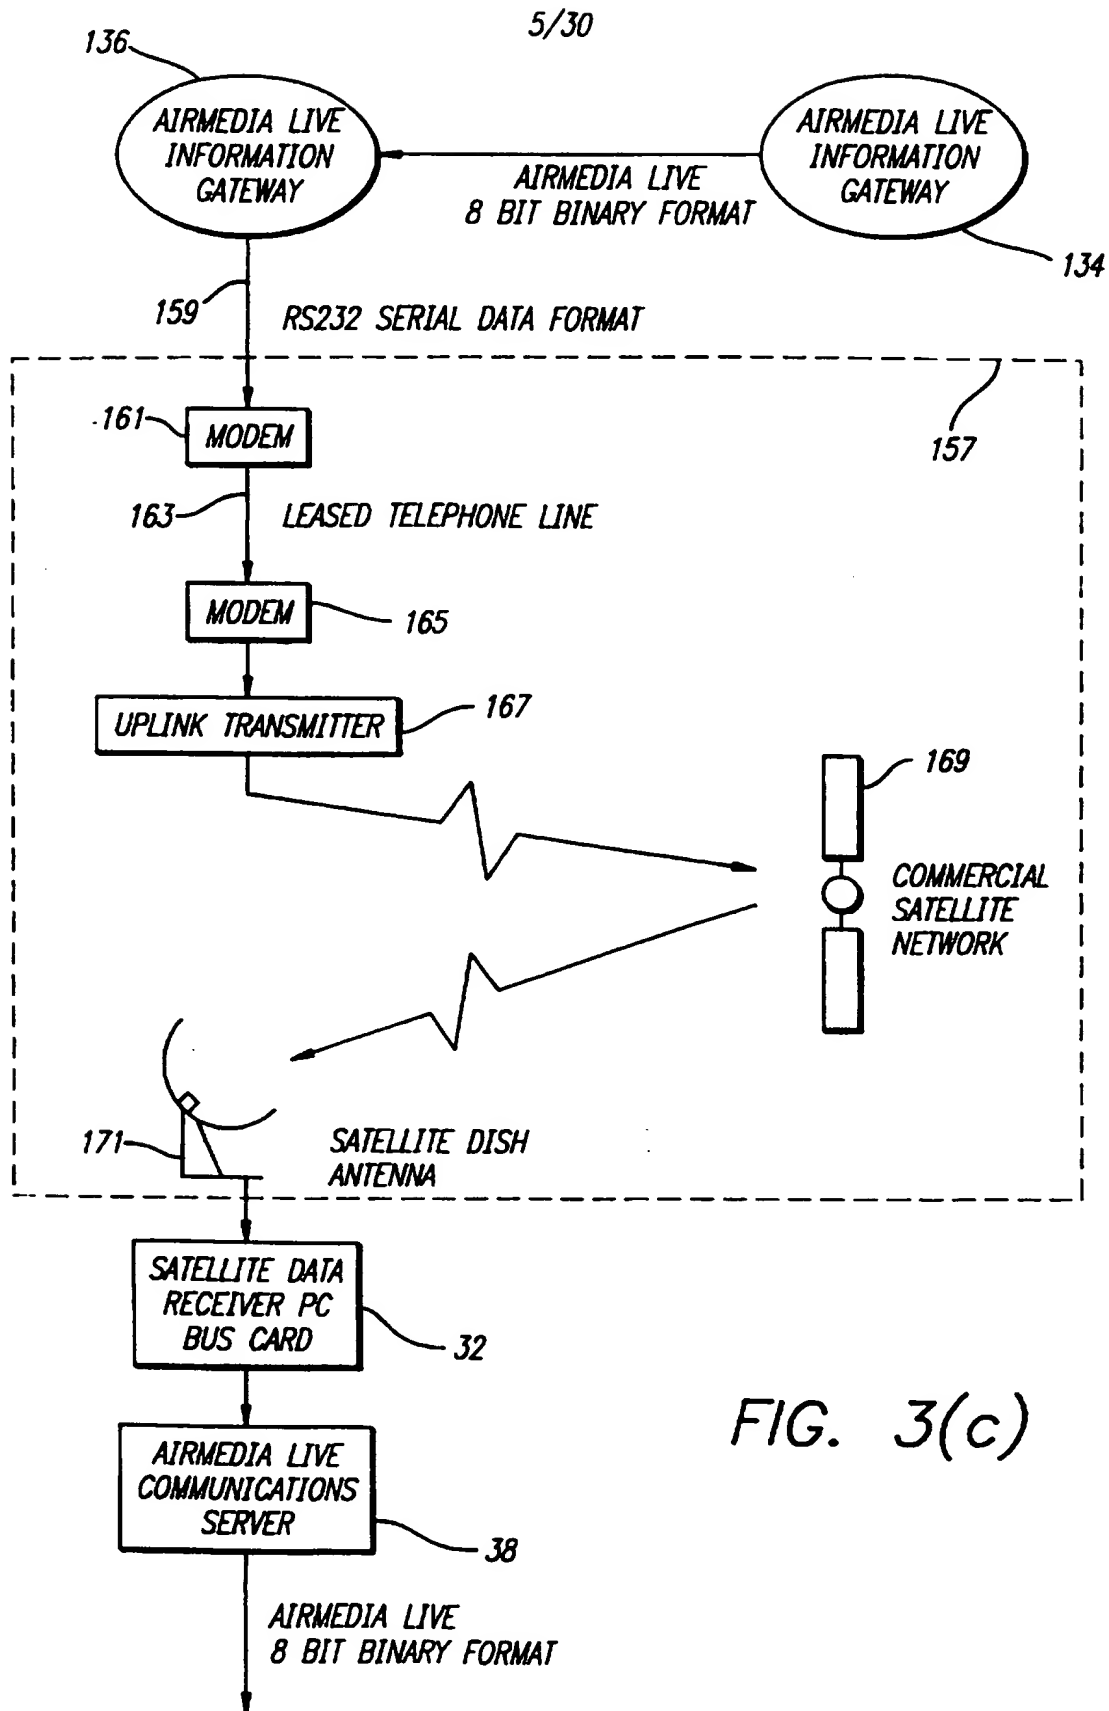 5/30
136
AIRMEDIA LIVE
INFORMATION
GATEWAY
AIRMEDIA LIVE
INFORMATION
GATEWAY
AIRMEDIA LIVE
8 BIT BINARY FORMAT
134
159
RS232 SERIAL DATA FORMAT
161
MODEM
157
163
LEASED TELEPHONE LINE
MODEM
165
UPLINK TRANSMITTER
167
169
COMMERCIAL
SATELLITE
NETWORK
171
SATELLITE DISH
ANTENNA
SATELLITE DATA
RECEIVER PC
BUS CARD
32
FIG. 3(c)
AIRMEDIA LIVE
COMMUNICATIONS
SERVER
38
AIRMEDIA LIVE
8 BIT BINARY FORMAT